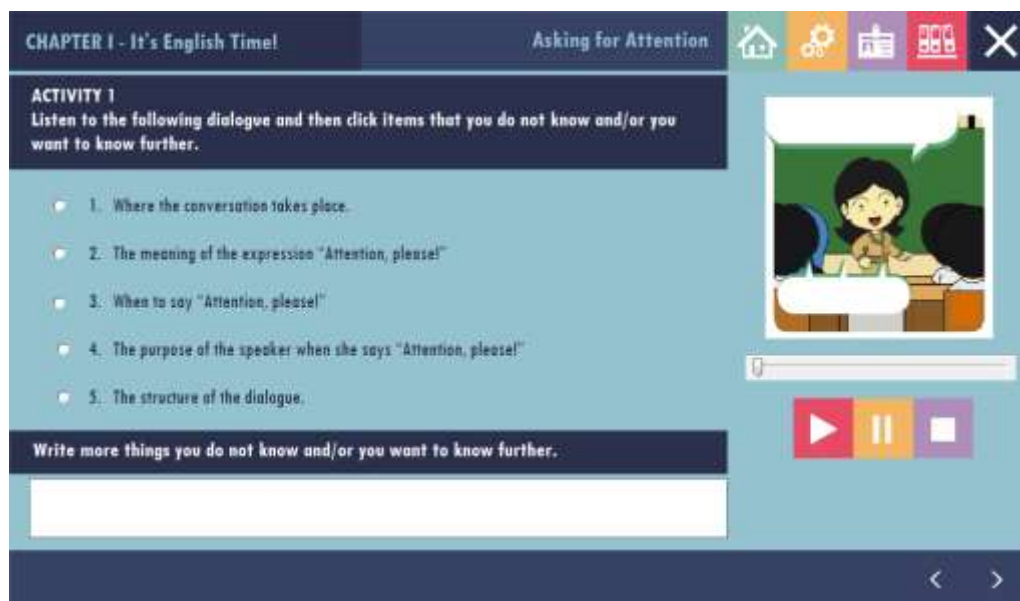 CHAPTER I - It's English Time!
Asking for Attention
ACTIVITY 1
Listen to the following dialogue and then click items that you do not know and/or you
want to know further.
1. Where the conversation takes place.
2. The meaning of the expression "Attention, please!"
3. When to say "Attention, please!"
4. The purpose of the speaker when she says "Attention, please!"
5. The structure of the dialogue.
Write more things you do not know and/or you want to know further.